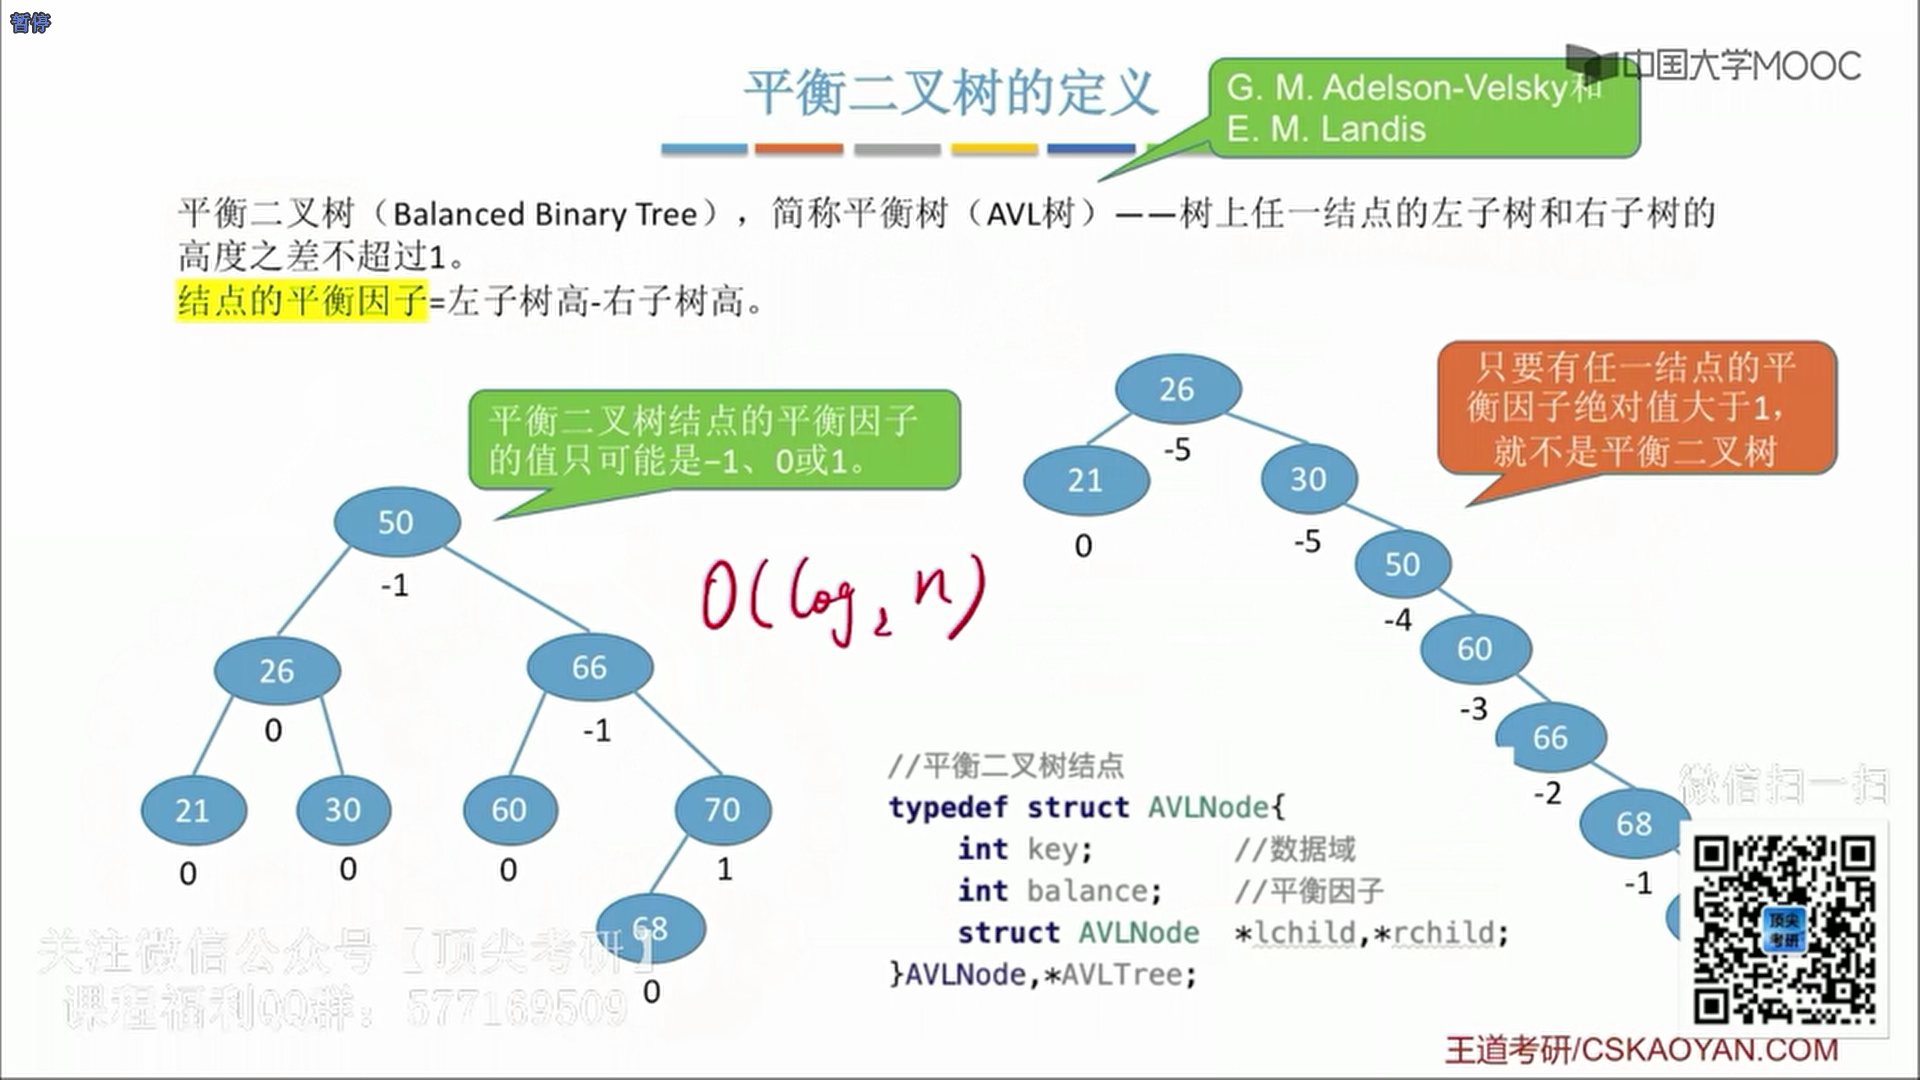 暂停
中国大学MOOC
平衡二叉树的定义
G. M. Adelson-Velsky和
E. M. Landis
平衡二叉树（Balanced Binary Tree），简称平衡树（AVL树）——树上任一结点的左子树和右子树的
高度之差不超过1。
结点的平衡因子=左子树高-右子树高。
平衡二叉树结点的平衡因子
的值只可能是−1、0或1。
50
-1
26
0
66
-1
21
0
30
0
60
0
70
1
68
0
O(log₂n)
26
-5
21
0
30
-5
50
-4
60
-3
66
-2
68
-1
只要有任一结点的平
衡因子绝对值大于1，
就不是平衡二叉树
//平衡二叉树结点
typedef struct AVLNode{
int key; //数据域
int balance; //平衡因子
struct AVLNode *lchild,*rchild;
}AVLNode,*AVLTree;
微信扫一扫
顶尖
考研
关注微信公众号【顶尖考研】
课程福利QQ群：577169509
王道考研/CSKAOYAN.COM